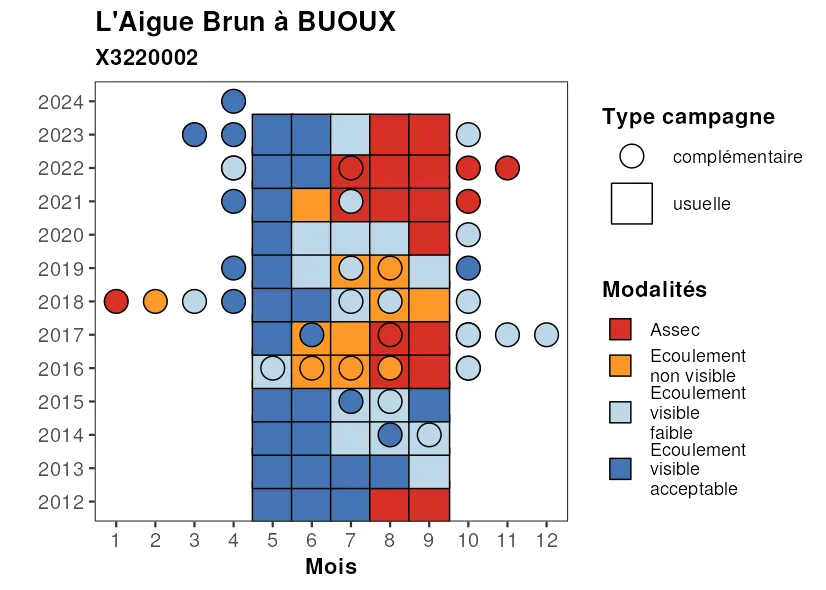 L'Aigue Brun à BUOUX
X3220002
2024
2023
2022
2021
2020
2019
2018
2017
2016
2015
2014
2013
2012
1 2 3 4 5 6 7 8 9 10 11 12
Mois
Type campagne
complémentaire
usuelle
Modalités
Assec
Ecoulement
non visible
Ecoulement
visible
faible
Ecoulement
visible
acceptable